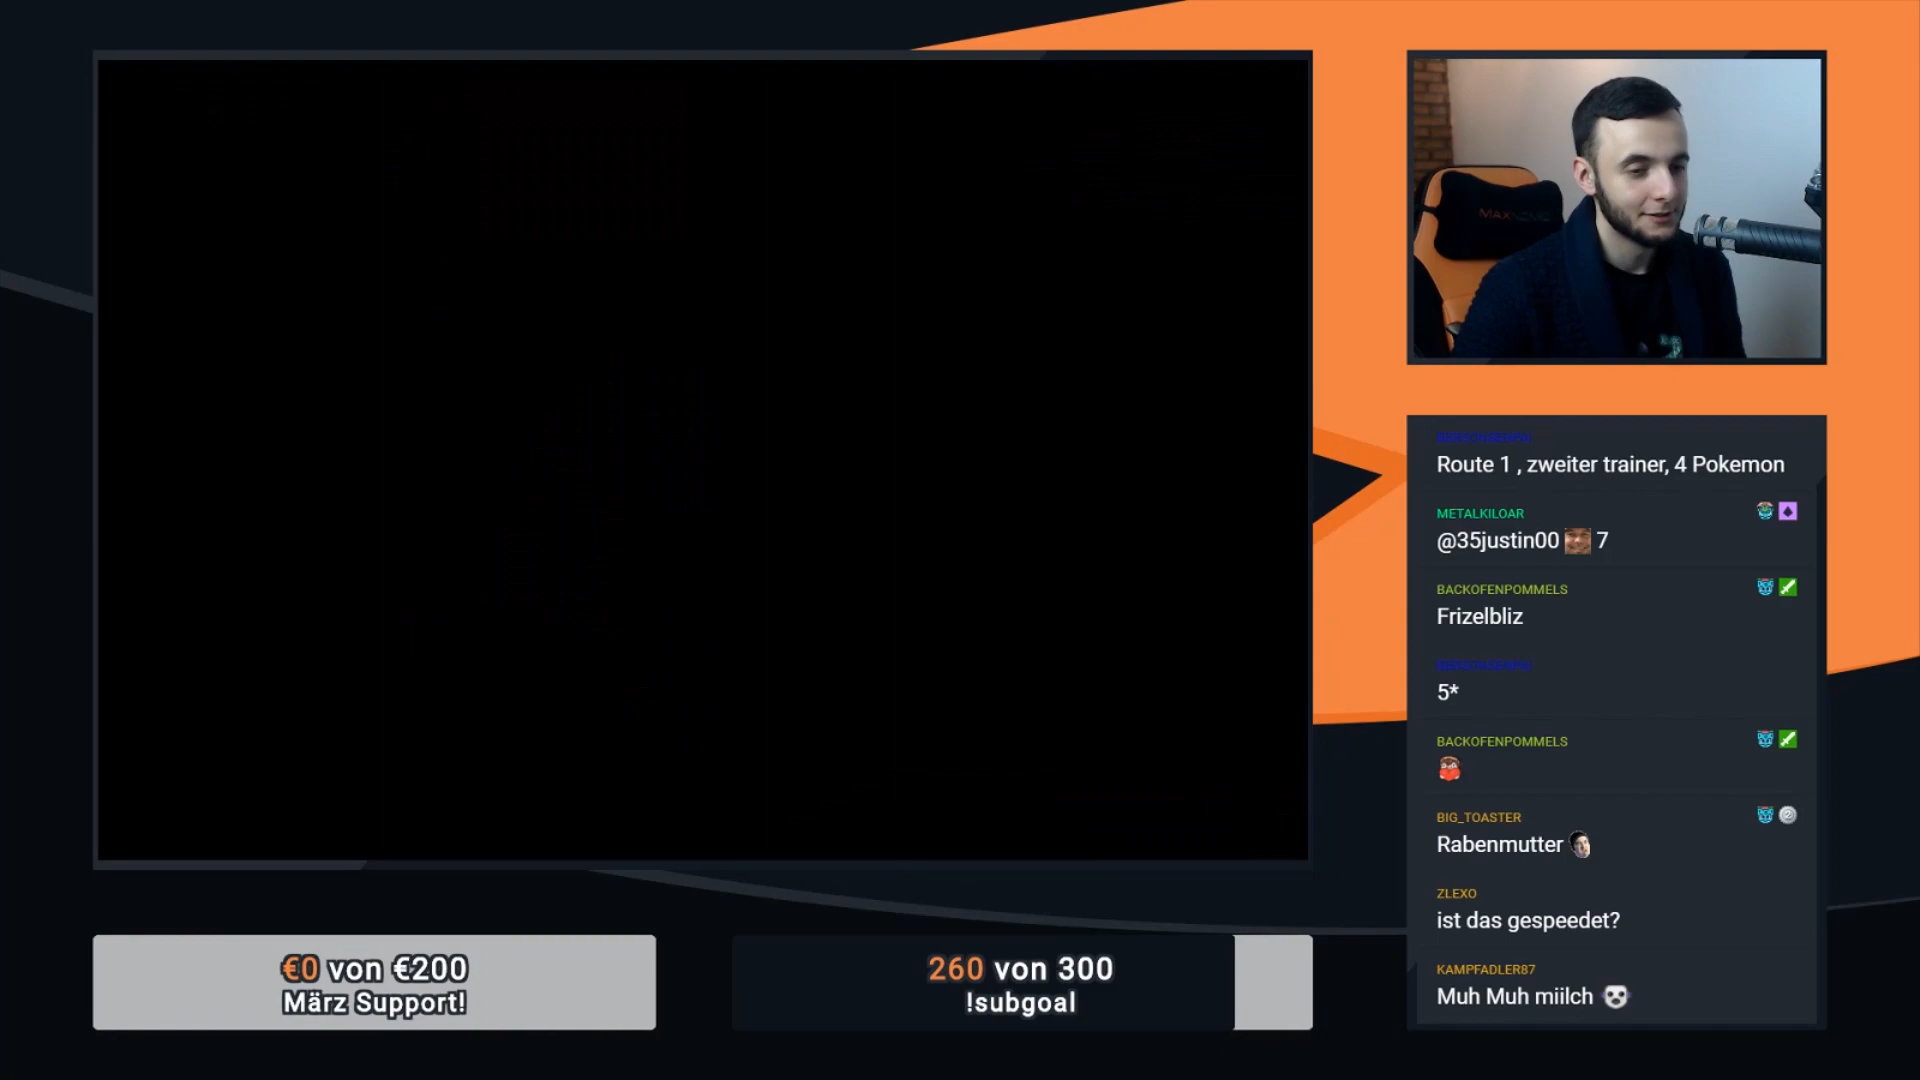 Route 1 , zweiter trainer, 4 Pokemon
METALKILOAR
@35justin00 7
BACKOFENPOMMELS
Frizelbliz
5*
BACKOFENPOMMELS
BIG_TOASTER
Rabenmutter
ZLEXO
ist das gespeedet?
KAMPFADLER87
Muh Muh miilch
€0 von €200
März Support!
260 von 300
!subgoal